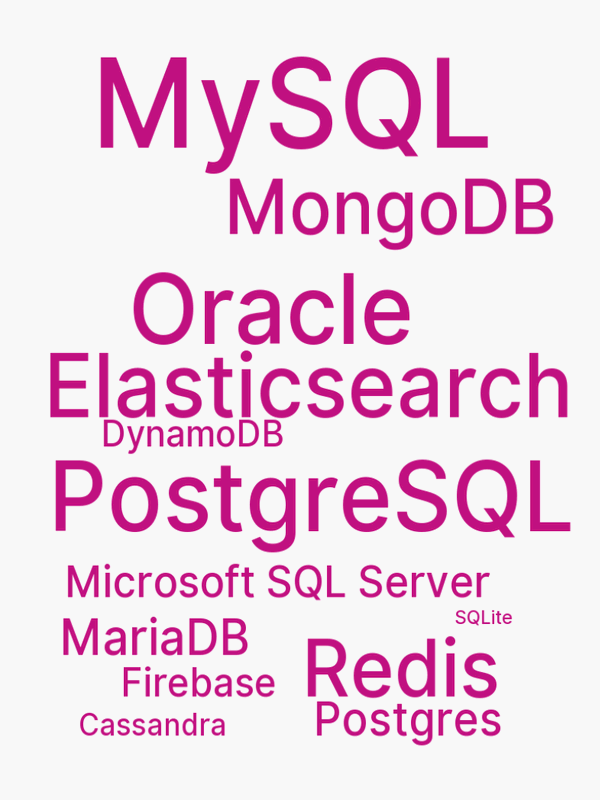 MySQL
MongoDB
Oracle
Elasticsearch
DynamoDB
PostgreSQL
Microsoft SQL Server
SQLite
MariaDB
Redis
Firebase
Postgres
Cassandra